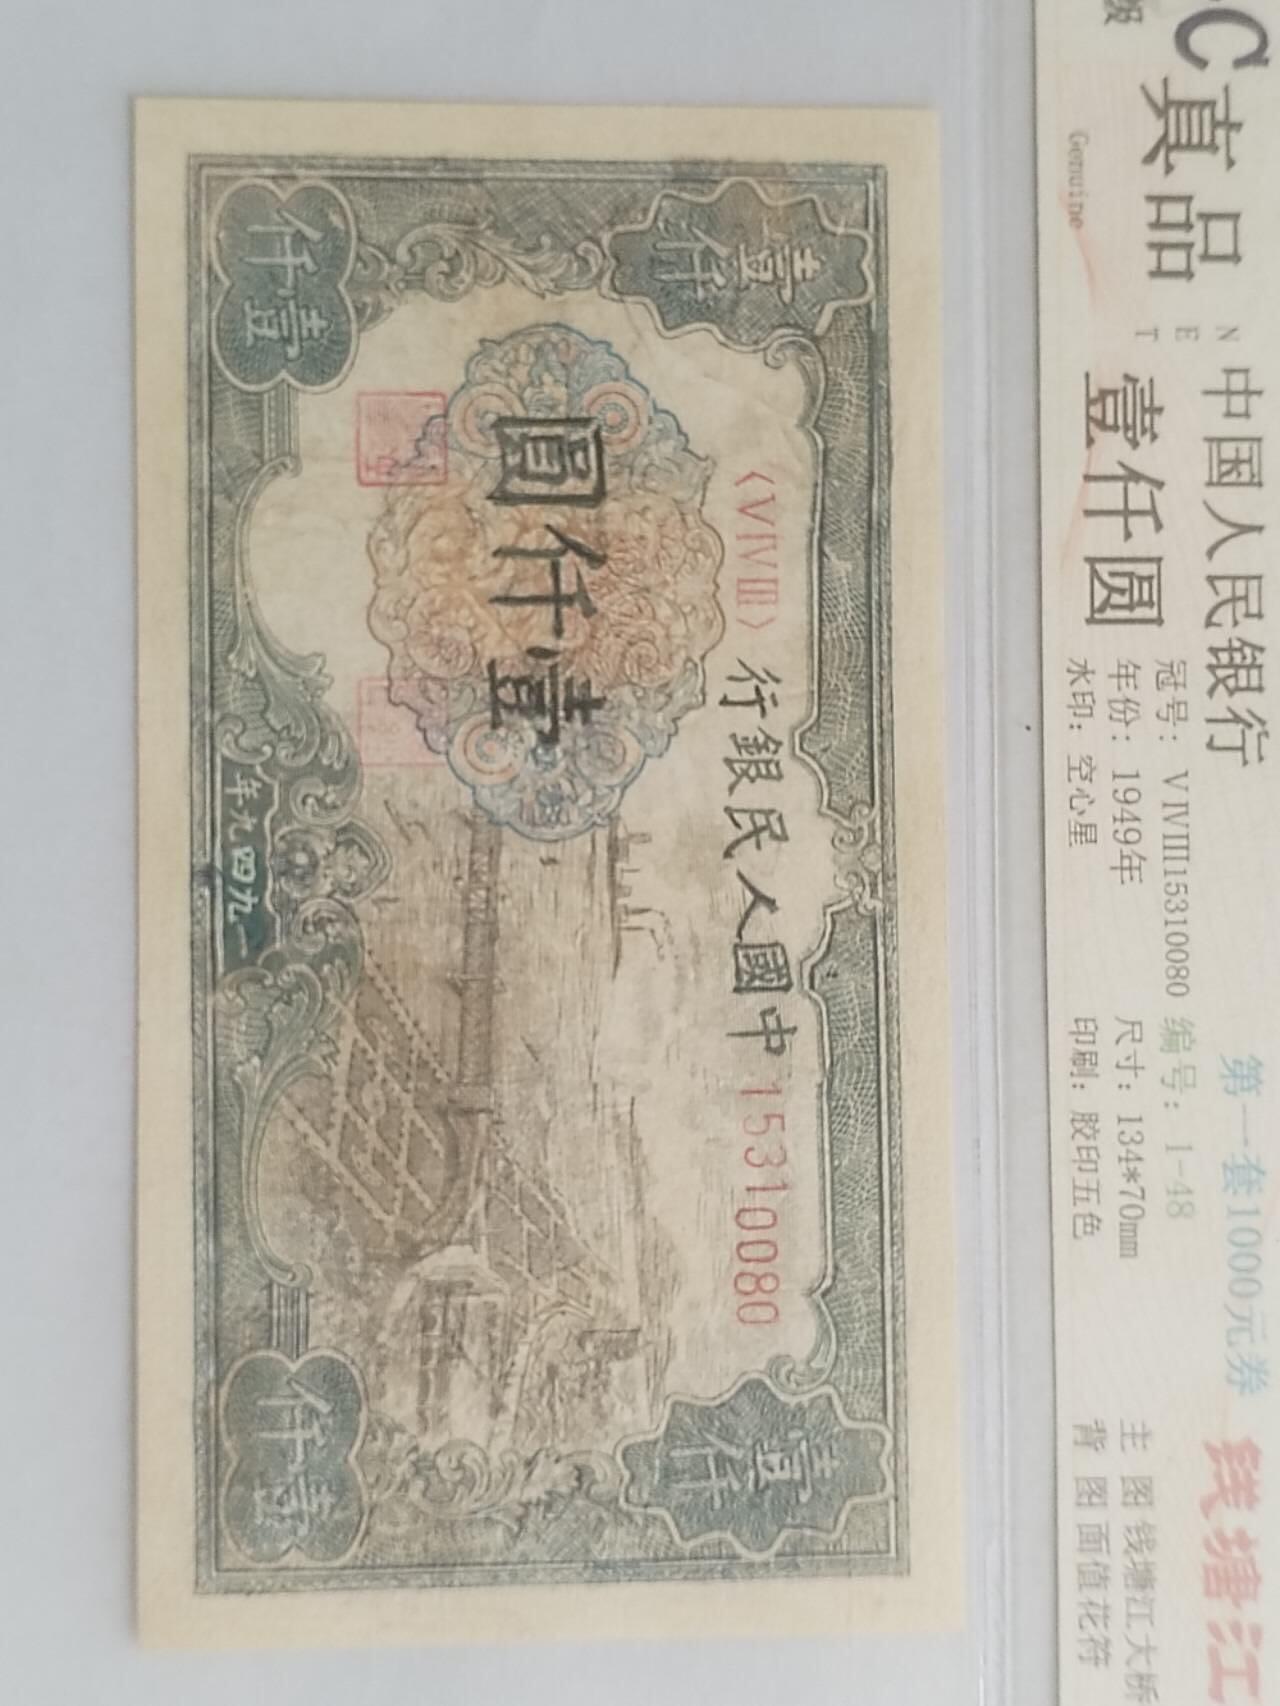 C真品
级
Genuine
NET
中国人民银行
壹仟圆
冠号：ⅤⅣⅢ15310080
年份：1949年
水印：空心星
第一套1000元券
编号：1-48
尺寸：134*70mm
印刷：胶印五色
钱塘江
主 图 钱塘江大桥
背 图 面值花符
壹仟
壹仟
15310080
行銀民人國中
〈ⅤⅣⅢ〉
圓仟壹
仟壹
仟壹
年九四九一